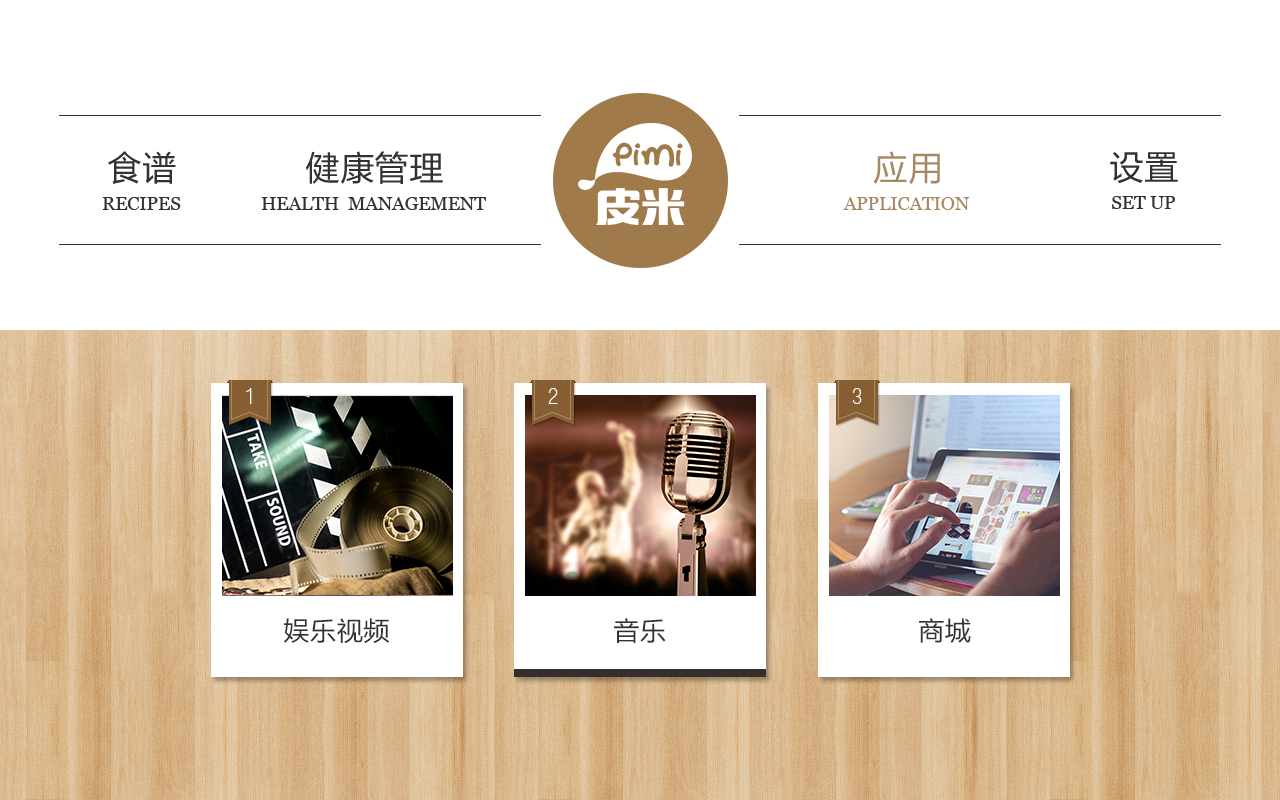 食谱
RECIPES
健康管理
HEALTH MANAGEMENT
Pimi
皮米
应用
APPLICATION
设置
SET UP
1
TAKE
SOUND
娱乐视频
2
音乐
3
商城